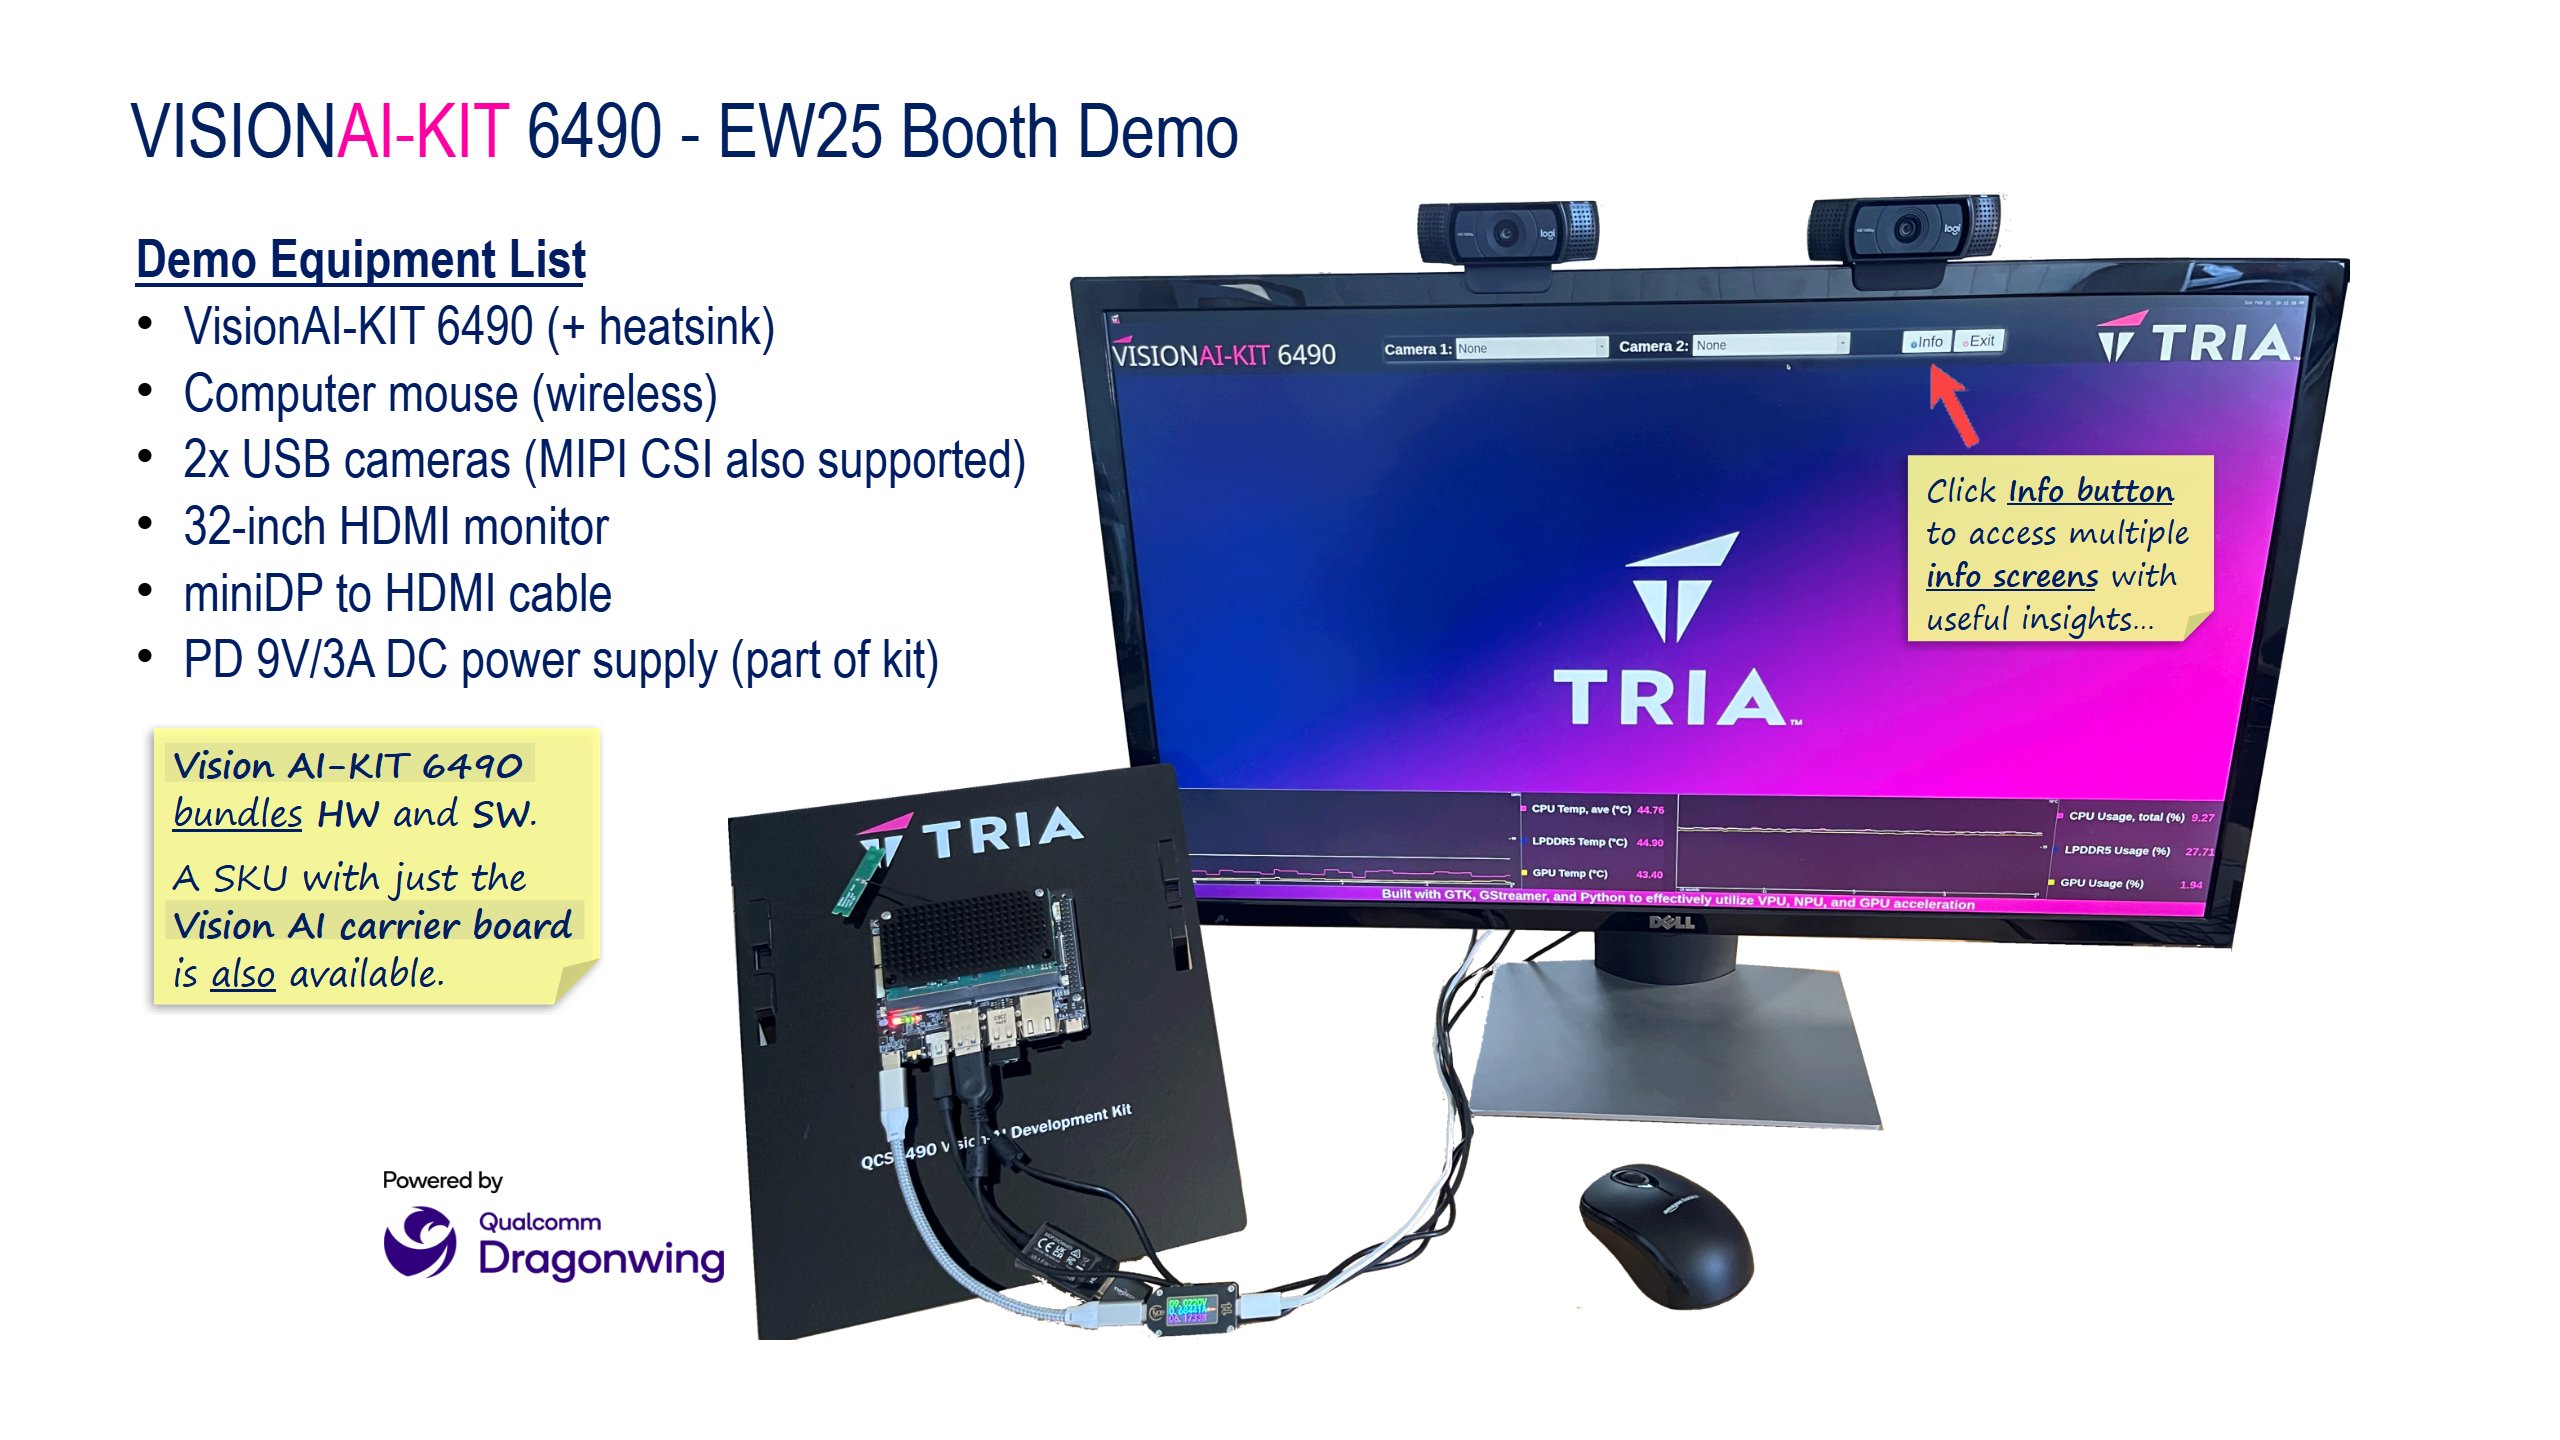 VISIONAI-KIT 6490 - EW25 Booth Demo
Demo Equipment List
• VisionAI-KIT 6490 (+ heatsink)
• Computer mouse (wireless)
• 2x USB cameras (MIPI CSI also supported)
• 32-inch HDMI monitor
• miniDP to HDMI cable
• PD 9V/3A DC power supply (part of kit)
Vision AI-KIT 6490
bundles HW and SW.
A SKU with just the
Vision AI carrier board
is also available.
Powered by
Qualcomm
Dragonwing
logi
logi
VISIONAI-KIT 6490
Camera 1: None
Camera 2: None
Info
Exit
TRIA
Click Info button
to access multiple
info screens with
useful insights...
TRIA™
CPU Temp, ave (°C) 44.76
LPDDR5 Temp (°C) 44.90
GPU Temp (°C) 43.40
CPU Usage, total (%) 9.27
LPDDR5 Usage (%) 27.71
GPU Usage (%) 1.94
Built with GTK, GStreamer, and Python to effectively utilize VPU, NPU, and GPU acceleration
DELL
TRIA
Development Kit